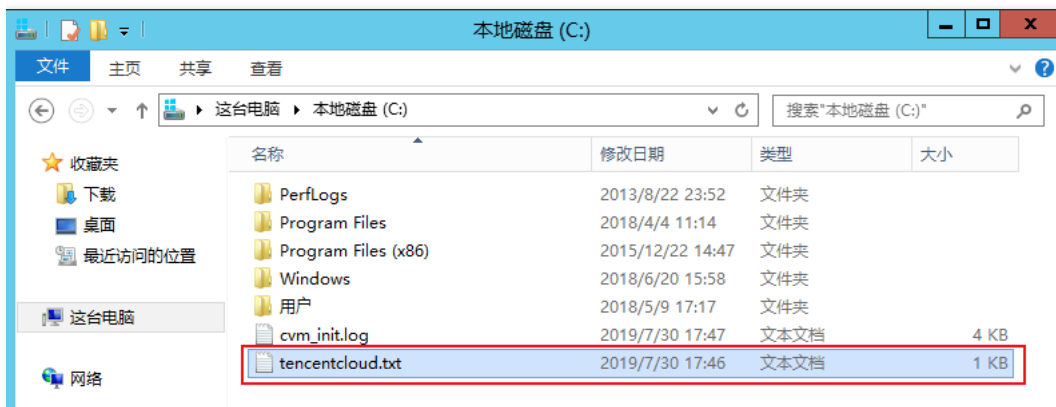 本地磁盘 (C:)
文件 主页 共享 查看
这台电脑 本地磁盘 (C:) 搜索"本地磁盘 (C:)"
收藏夹
下载
桌面
最近访问的位置
这台电脑
网络
名称 修改日期 类型 大小
PerfLogs 2013/8/22 23:52 文件夹
Program Files 2018/4/4 11:14 文件夹
Program Files (x86) 2015/12/22 14:47 文件夹
Windows 2018/6/20 15:58 文件夹
用户 2018/5/9 17:17 文件夹
cvm_init.log 2019/7/30 17:47 文本文档 4 KB
tencentcloud.txt 2019/7/30 17:46 文本文档 1 KB